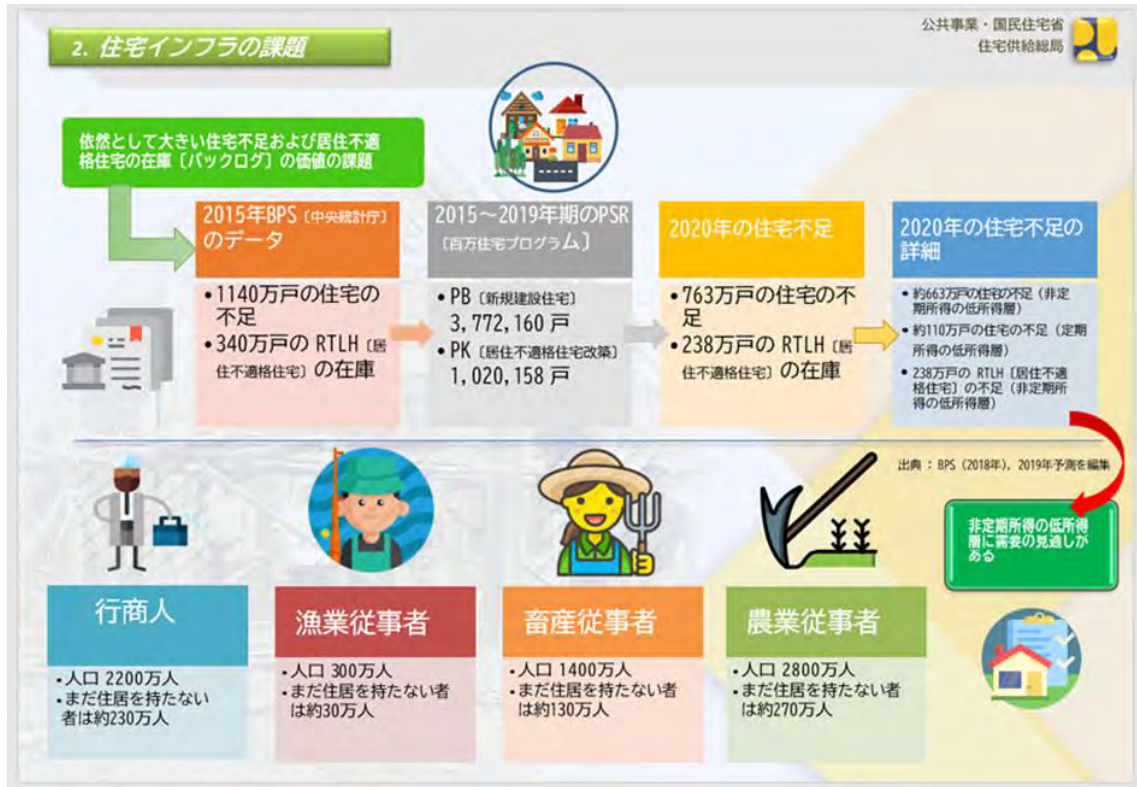 2. 住宅インフラの課題
公共事業・国民住宅省
住宅供給総局
依然として大きい住宅不足および居住不適
格住宅の在庫〔バックログ〕の価値の課題
2015年BPS〔中央統計庁〕
のデータ
・1140万戸の住宅の
不足
・340万戸の RTLH〔居
住不適格住宅〕の在庫
2015～2019年期のPSR
〔百万住宅プログラム〕
・PB〔新規建設住宅〕
3,772,160 戸
・PK〔居住不適格住宅改築〕
1,020,158 戸
2020年の住宅不足
・763万戸の住宅の不
足
・238万戸の RTLH〔居
住不適格住宅〕の在庫
2020年の住宅不足の
詳細
・約663万戸の住宅の不足（非定
期所得の低所得層）
・約110万戸の住宅の不足（定期
所得の低所得層）
・238万戸の RTLH〔居住不適
格住宅〕の不足（非定期所
得の低所得層）
出典：BPS（2018年），2019年予測を編集
非定期所得の低所得
層に需要の見通しが
ある
行商人
・人口 2200万人
・まだ住居を持たない
者は約230万人
漁業従事者
・人口 300万人
・まだ住居を持たない者
は約30万人
畜産従事者
・人口 1400万人
・まだ住居を持たない者
は約130万人
農業従事者
・人口 2800万人
・まだ住居を持たない者
は約270万人